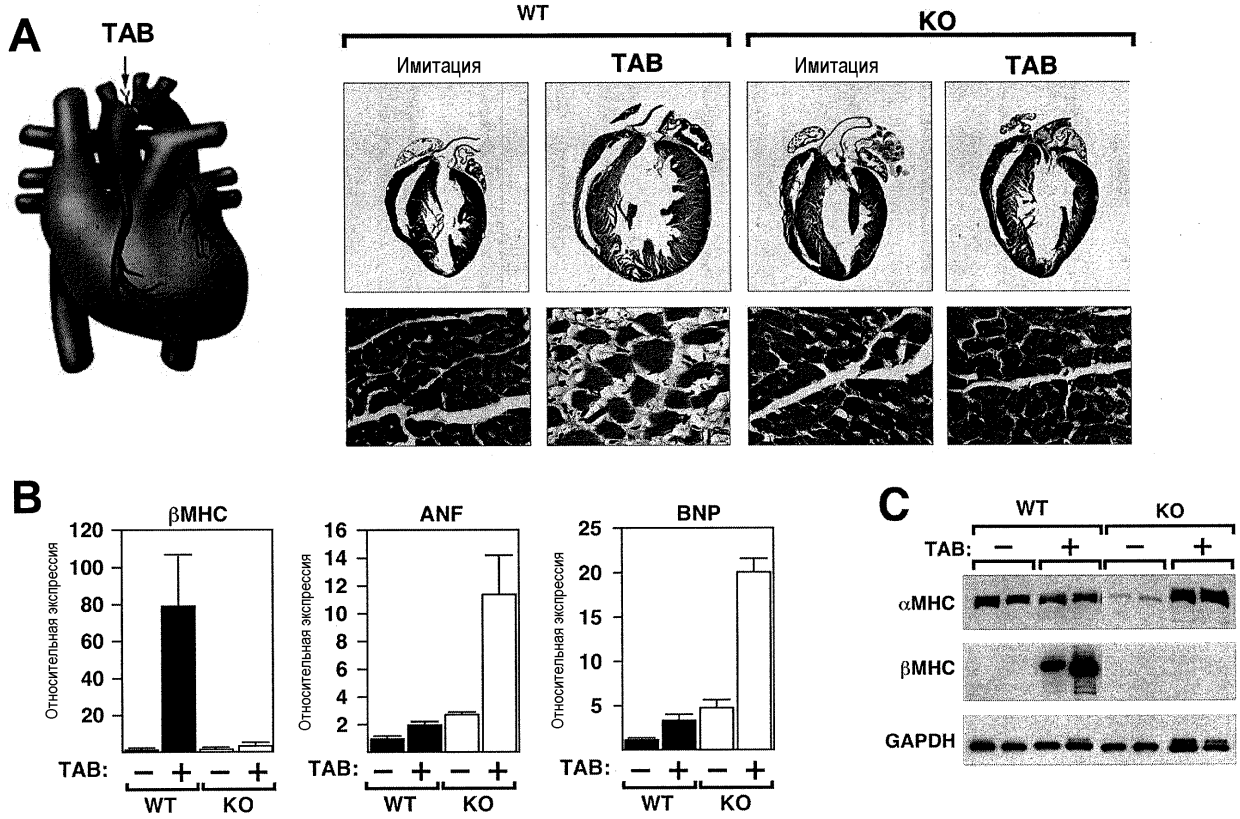 A
TAB
WT
KO
Имитация
TAB
Имитация
TAB
B
βMHC
Относительная экспрессия
120
100
80
60
40
20
TAB: − + − +
WT KO
ANF
Относительная экспрессия
16
14
12
10
8
6
4
2
TAB: − + − +
WT KO
BNP
Относительная экспрессия
25
20
15
10
5
TAB: − + − +
WT KO
C
WT KO
TAB: − + − +
αMHC
βMHC
GAPDH